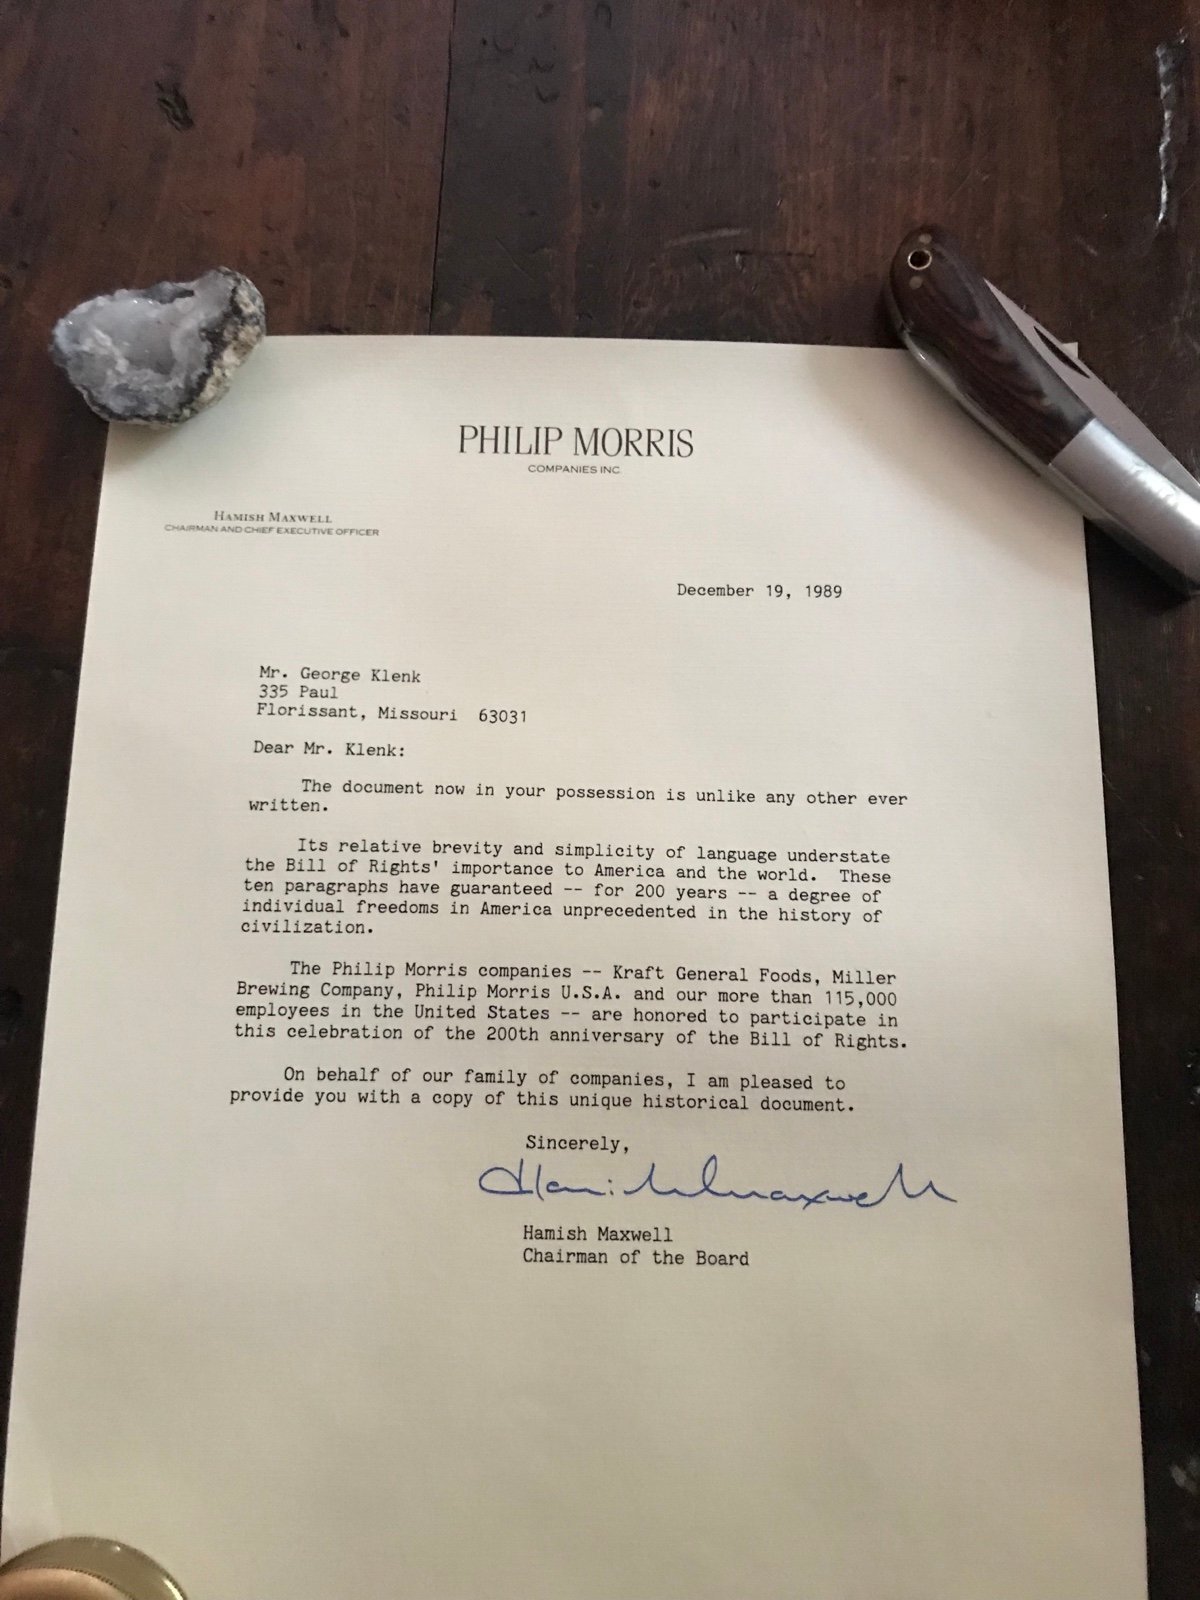 PHILIP MORRIS
COMPANIES INC.
HAMISH MAXWELL
CHAIRMAN AND CHIEF EXECUTIVE OFFICER
December 19, 1989
Mr. George Klenk
335 Paul
Florissant, Missouri 63031
Dear Mr. Klenk:
The document now in your possession is unlike any other ever
written.
Its relative brevity and simplicity of language understate
the Bill of Rights' importance to America and the world. These
ten paragraphs have guaranteed -- for 200 years -- a degree of
individual freedoms in America unprecedented in the history of
civilization.
The Philip Morris companies -- Kraft General Foods, Miller
Brewing Company, Philip Morris U.S.A. and our more than 115,000
employees in the United States -- are honored to participate in
this celebration of the 200th anniversary of the Bill of Rights.
On behalf of our family of companies, I am pleased to
provide you with a copy of this unique historical document.
Sincerely,
Hamish Maxwell
Hamish Maxwell
Chairman of the Board